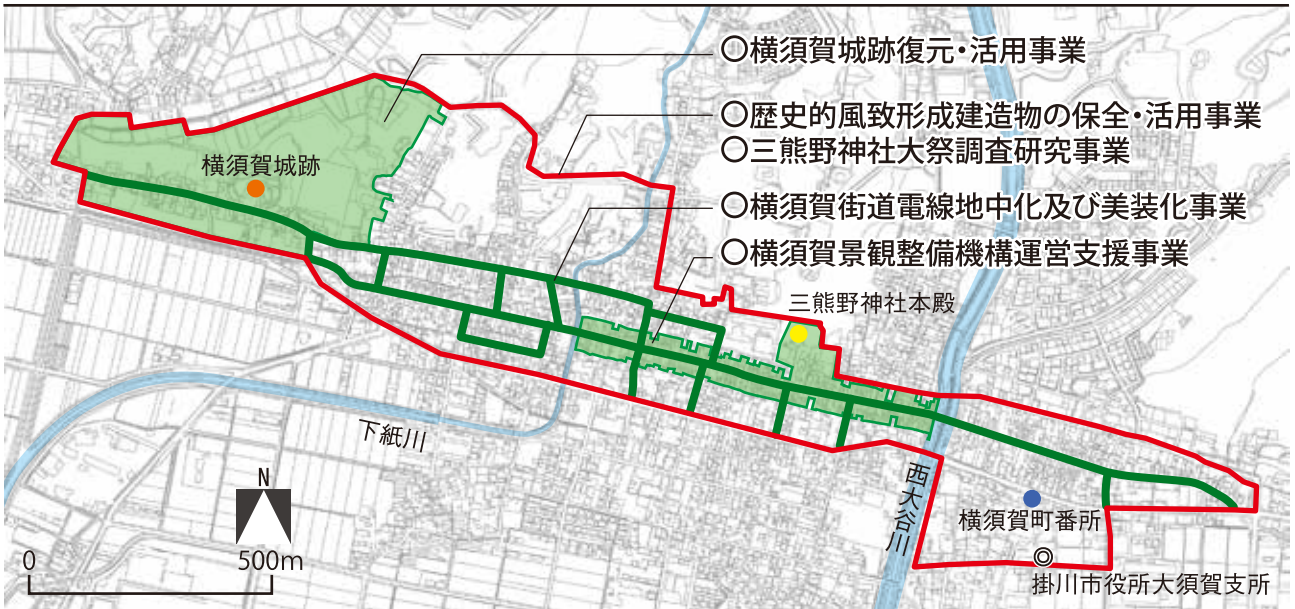 ○横須賀城跡復元・活用事業
○歴史的風致形成建造物の保全・活用事業
○三熊野神社大祭調査研究事業
横須賀城跡
○横須賀街道電線地中化及び美装化事業
○横須賀景観整備機構運営支援事業
三熊野神社本殿
下紙川
西大谷川
N
横須賀町番所
0
500m
掛川市役所大須賀支所